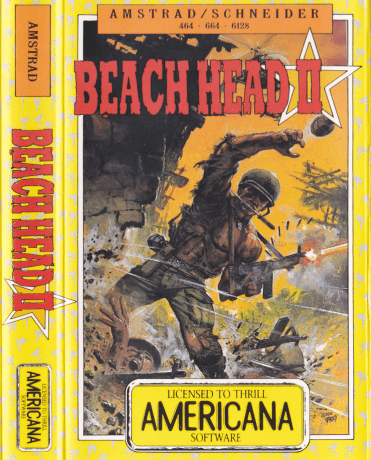 AMSTRAD
BEACH HEAD II
LICENSED TO THRILL
AMERICANA
SOFTWARE
AMSTRAD/SCHNEIDER
464 · 664 · 6128
BEACH HEAD II
LICENSED TO THRILL
AMERICANA
SOFTWARE